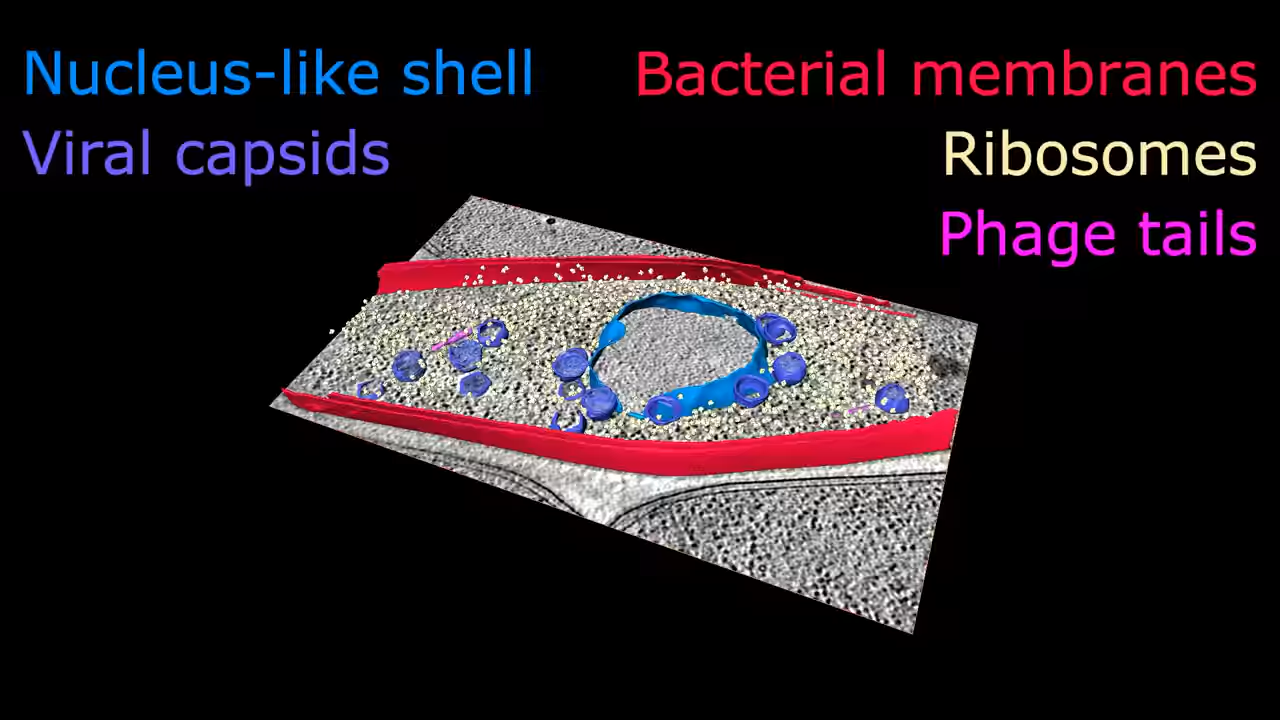 Nucleus-like shell
Viral capsids
Bacterial membranes
Ribosomes
Phage tails